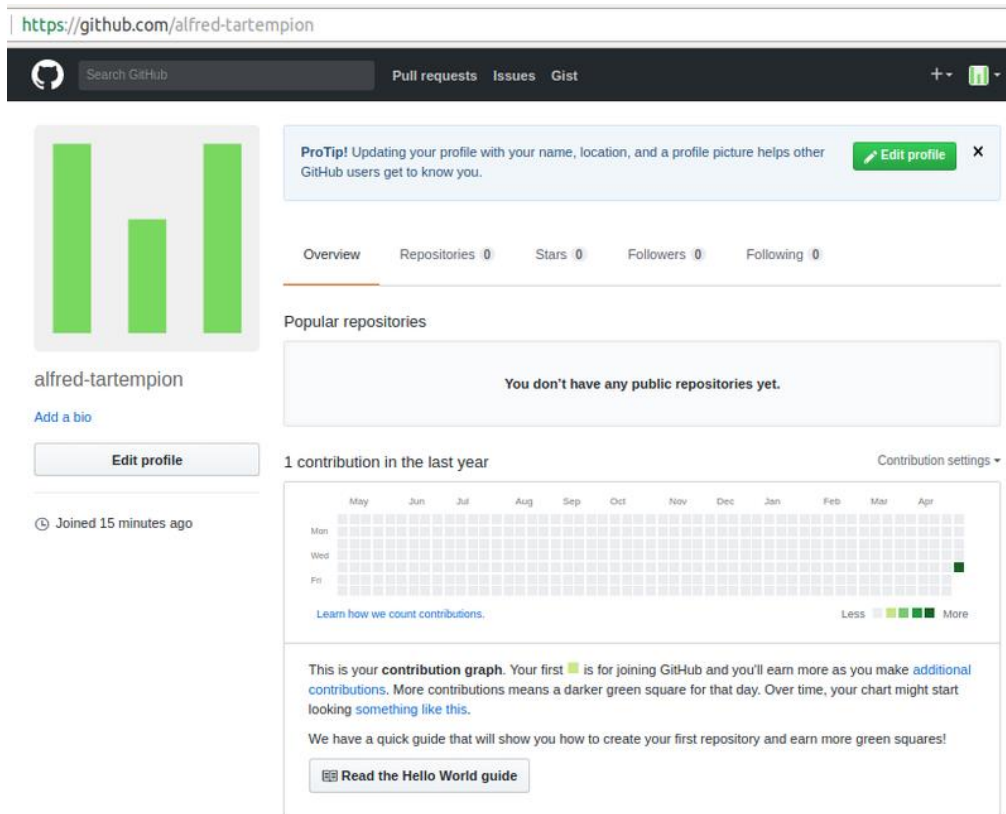 https://github.com/alfred-tartempion
Search GitHub
Pull requests Issues Gist
ProTip! Updating your profile with your name, location, and a profile picture helps other
GitHub users get to know you.
Edit profile
Overview Repositories 0 Stars 0 Followers 0 Following 0
Popular repositories
You don't have any public repositories yet.
alfred-tartempion
Add a bio
Edit profile
Joined 15 minutes ago
1 contribution in the last year
Contribution settings
May Jun Jul Aug Sep Oct Nov Dec Jan Feb Mar Apr
Mon
Wed
Fri
Learn how we count contributions.
Less More
This is your contribution graph. Your first is for joining GitHub and you'll earn more as you make additional
contributions. More contributions means a darker green square for that day. Over time, your chart might start
looking something like this.
We have a quick guide that will show you how to create your first repository and earn more green squares!
Read the Hello World guide